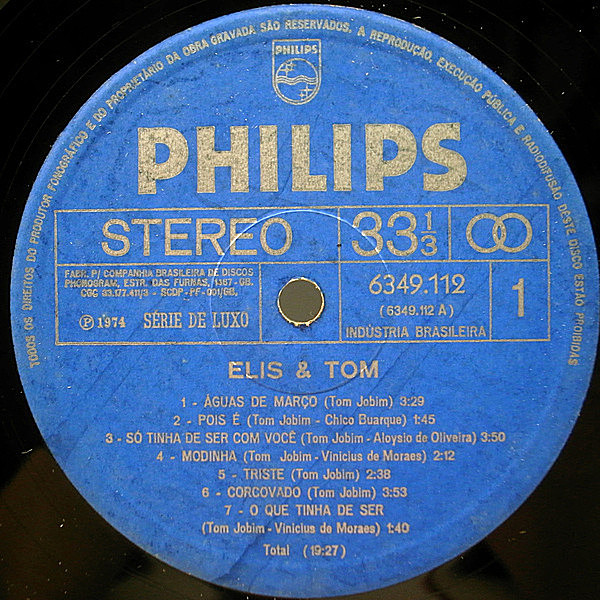 TODOS OS DIREITOS DO PRODUTOR FONOGRÁFICO E DO PROPRIETÁRIO DA OBRA GRAVADA SÃO RESERVADOS, A REPRODUÇÃO, EXECUÇÃO PÚBLICA E RADIODIFUSÃO DESTE DISCO ESTÃO PROIBIDAS
PHILIPS
PHILIPS
STEREO 33 1/3
FABR. P/ COMPANHIA BRASILEIRA DE DISCOS
PHONOGRAM, ESTR. DAS FURNAS, 1367-GB.
CGC 33.177.411/3 - SCDP-PF-001/GB.
℗ 1974 SÉRIE DE LUXO
6349.112
(6349.112 A)
INDÚSTRIA BRASILEIRA
1
ELIS & TOM
1 - ÁGUAS DE MARÇO (Tom Jobim) 3:29
2 - POIS É (Tom Jobim - Chico Buarque) 1:45
3 - SÓ TINHA DE SER COM VOCÊ (Tom Jobim - Aloysio de Oliveira) 3:50
4 - MODINHA (Tom Jobim - Vinicius de Moraes) 2:12
5 - TRISTE (Tom Jobim) 2:38
6 - CORCOVADO (Tom Jobim) 3:53
7 - O QUE TINHA DE SER
(Tom Jobim - Vinicius de Moraes) 1:40
Total (19:27)